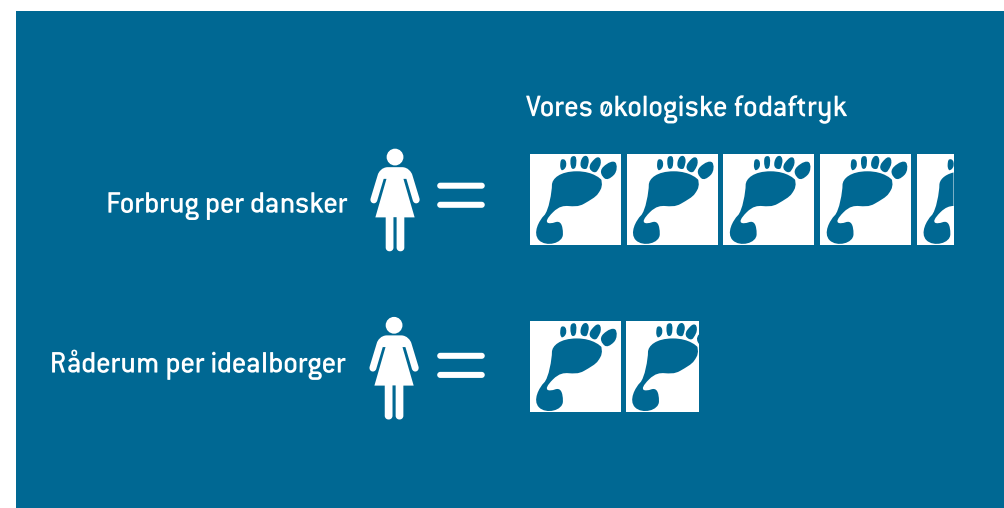 Vores økologiske fodaftryk
Forbrug per dansker
Råderum per idealborger